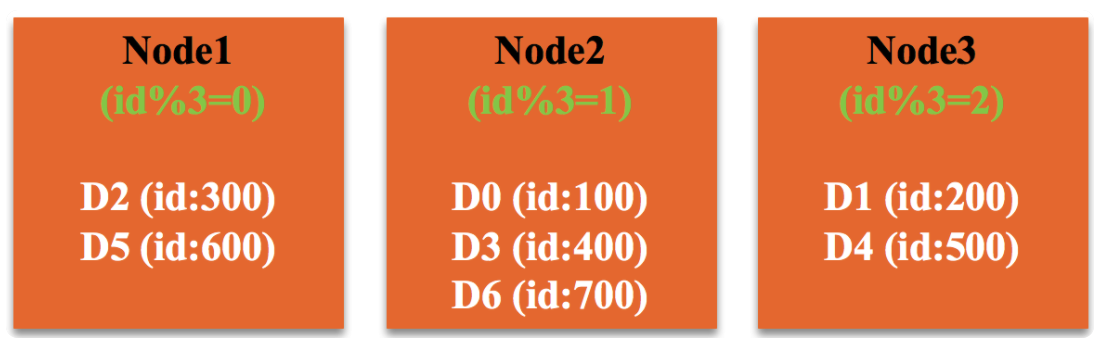 Node1
(id%3=0)
D2 (id:300)
D5 (id:600)
Node2
(id%3=1)
D0 (id:100)
D3 (id:400)
D6 (id:700)
Node3
(id%3=2)
D1 (id:200)
D4 (id:500)